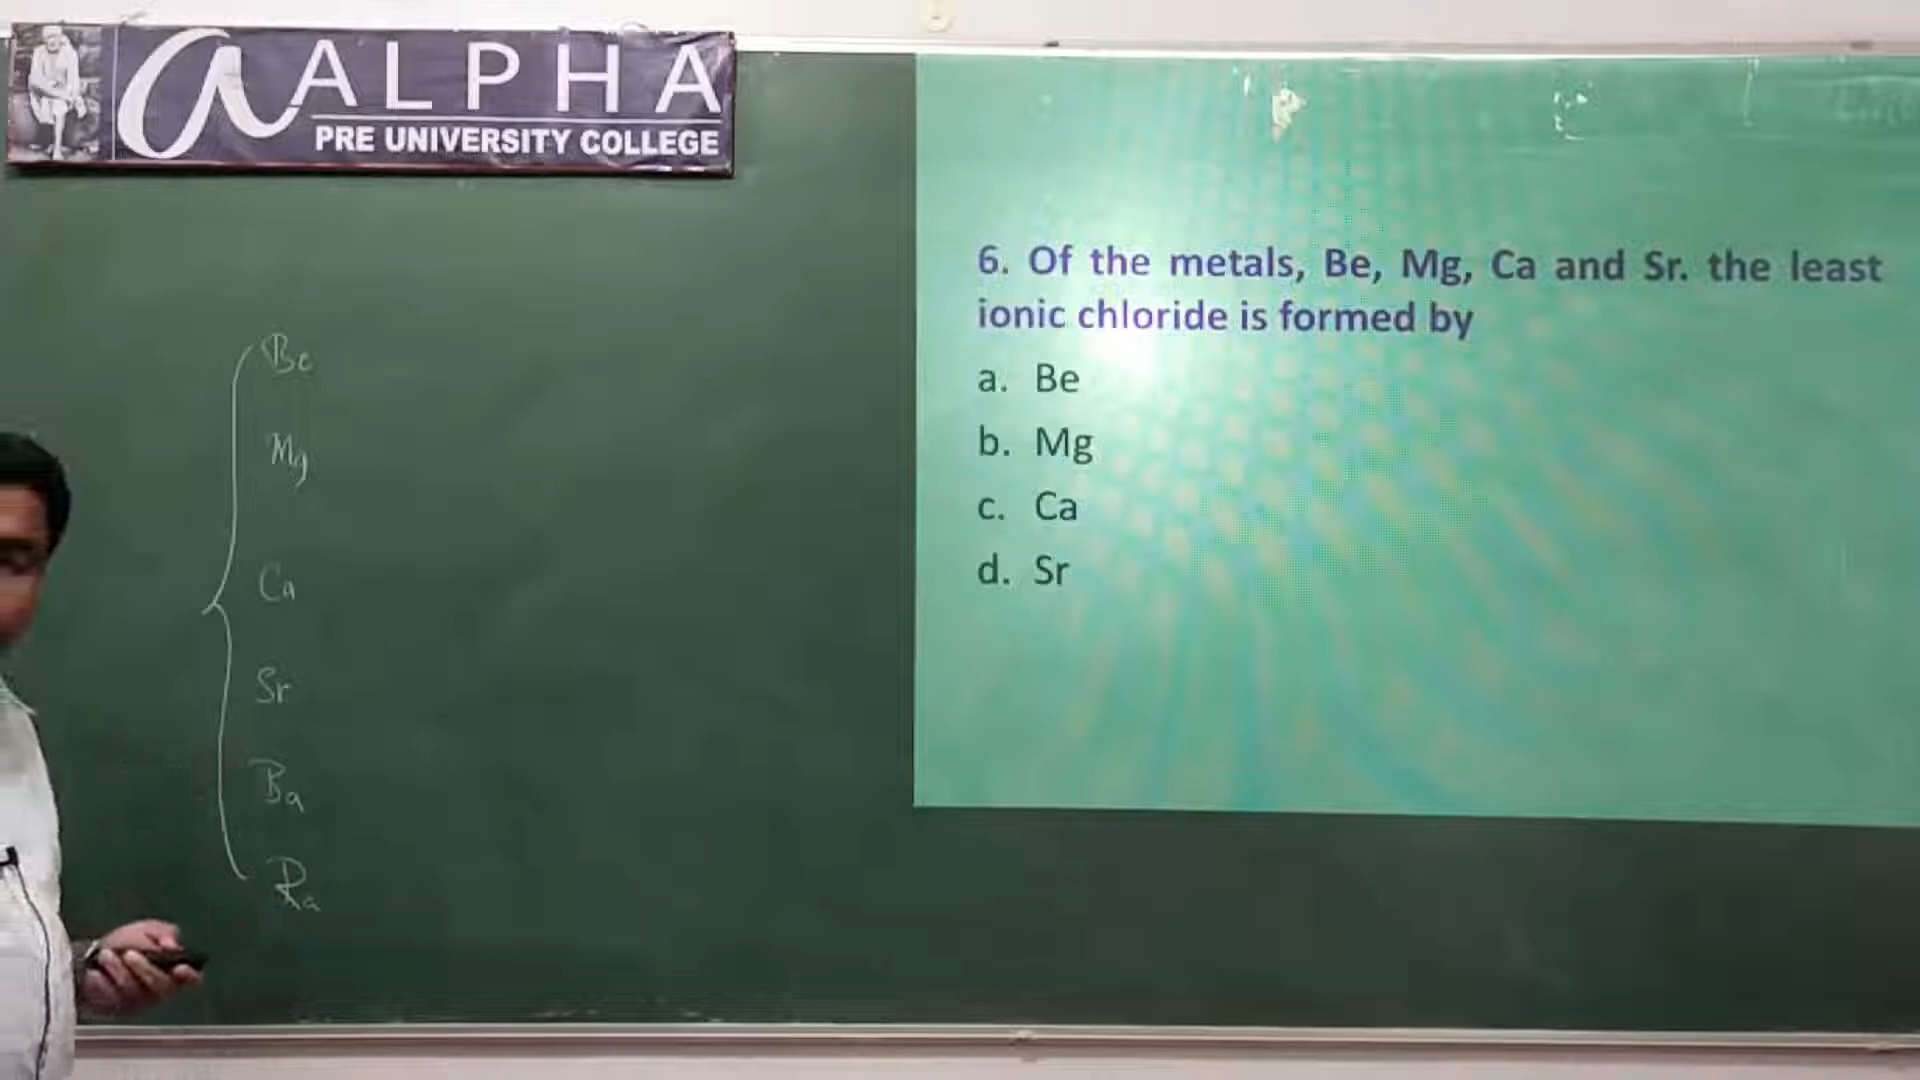 ALPHA
PRE UNIVERSITY COLLEGE
6. Of the metals, Be, Mg, Ca and Sr. the least
ionic chloride is formed by
a. Be
b. Mg
c. Ca
d. Sr
Be
Mg
Ca
Sr
Ba
Ra